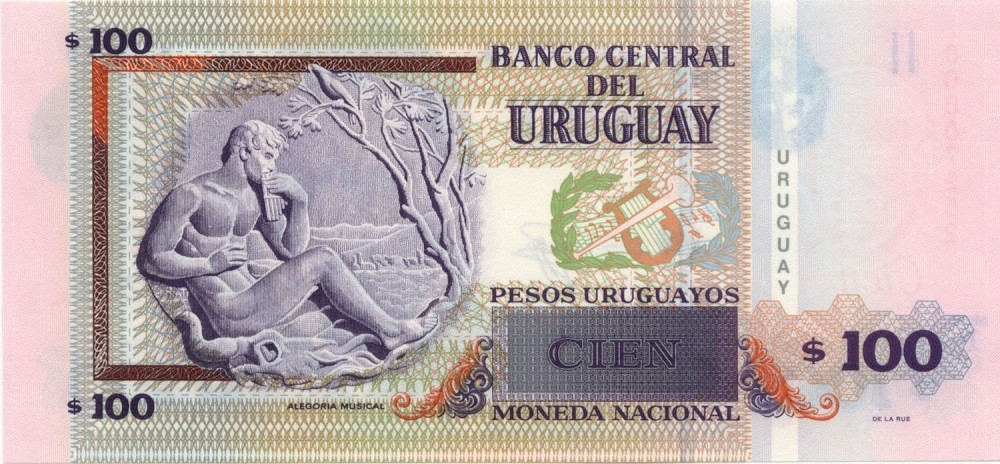 $ 100
BANCO CENTRAL
DEL
URUGUAY
URUGUAY
PESOS URUGUAYOS
CIEN
$ 100
MONEDA NACIONAL
$ 100
ALEGORIA MUSICAL
DE LA RUE